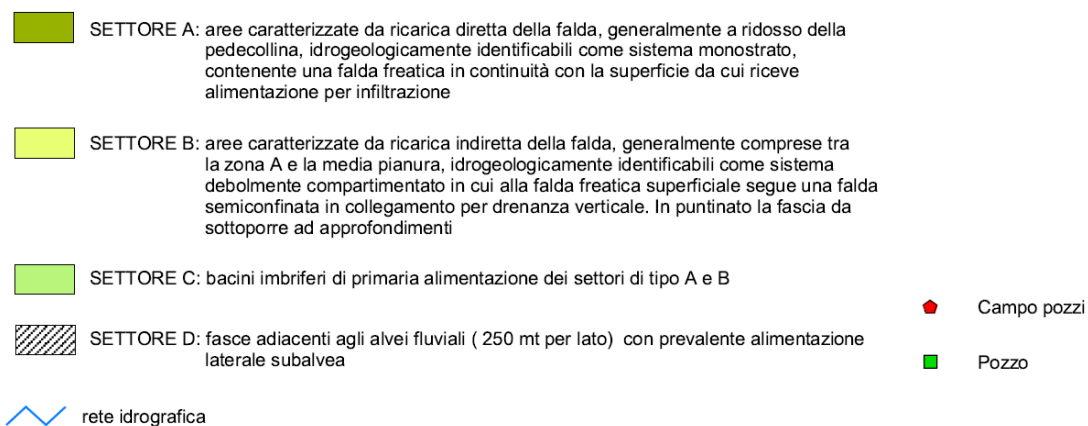 SETTORE A: aree caratterizzate da ricarica diretta della falda, generalmente a ridosso della
pedecollina, idrogeologicamente identificabili come sistema monostrato,
contenente una falda freatica in continuità con la superficie da cui riceve
alimentazione per infiltrazione
SETTORE B: aree caratterizzate da ricarica indiretta della falda, generalmente comprese tra
la zona A e la media pianura, idrogeologicamente identificabili come sistema
debolmente compartimentato in cui alla falda freatica superficiale segue una falda
semiconfinata in collegamento per drenanza verticale. In puntinato la fascia da
sottoporre ad approfondimenti
SETTORE C: bacini imbriferi di primaria alimentazione dei settori di tipo A e B
SETTORE D: fasce adiacenti agli alvei fluviali ( 250 mt per lato) con prevalente alimentazione
laterale subalvea
rete idrografica
Campo pozzi
Pozzo